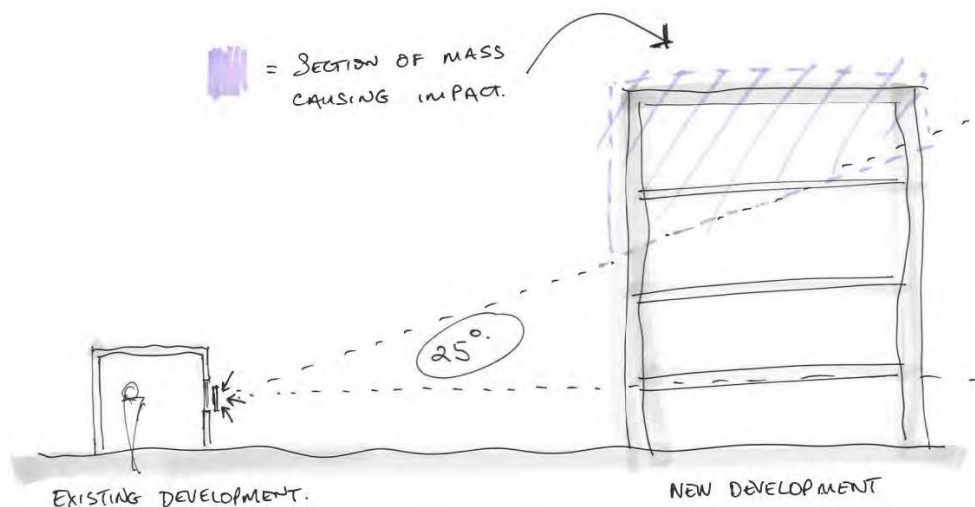 = SECTION OF MASS
CAUSING IMPACT.
25°.
EXISTING DEVELOPMENT.
NEW DEVELOPMENT